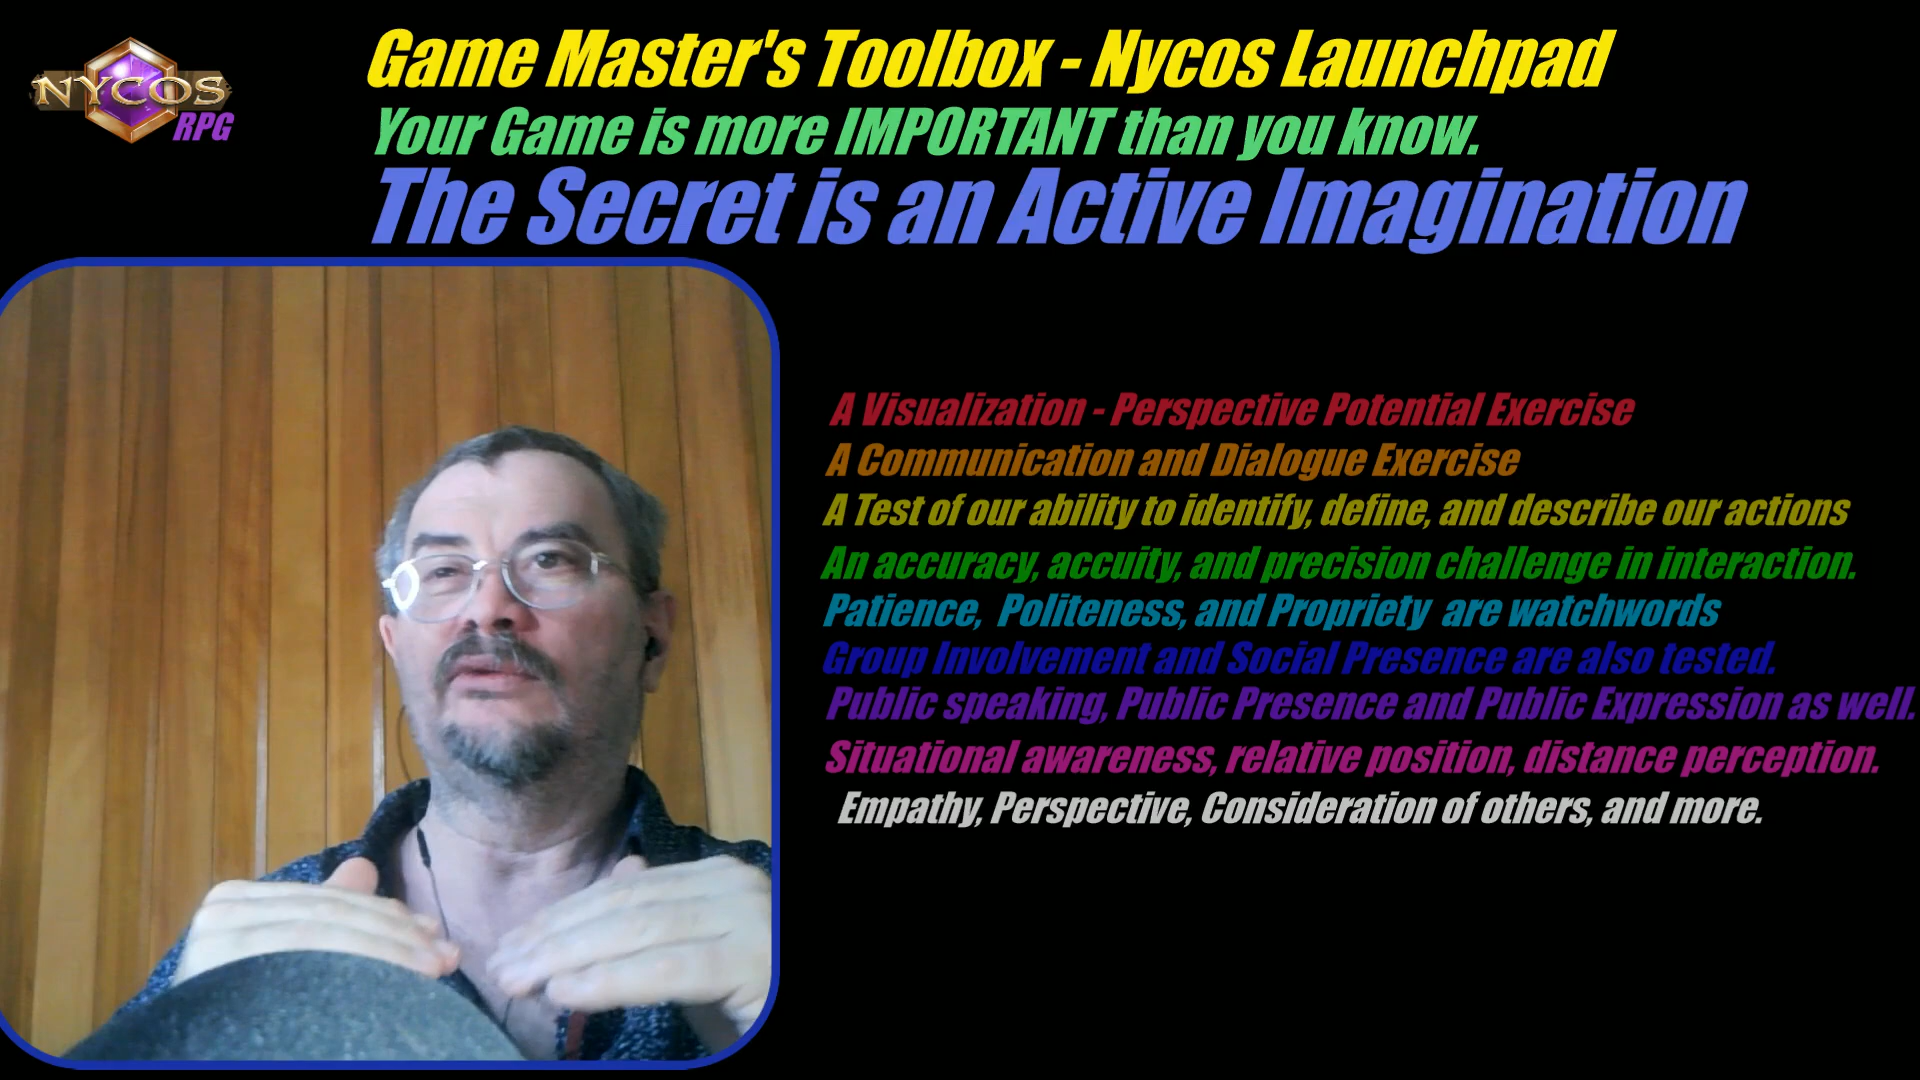 NYCOS
RPG
Game Master's Toolbox - Nycos Launchpad
Your Game is more IMPORTANT than you know.
The Secret is an Active Imagination
A Visualization - Perspective Potential Exercise
A Communication and Dialogue Exercise
A Test of our ability to identify, define, and describe our actions
An accuracy, accuity, and precision challenge in interaction.
Patience, Politeness, and Propriety are watchwords
Group Involvement and Social Presence are also tested.
Public speaking, Public Presence and Public Expression as well.
Situational awareness, relative position, distance perception.
Empathy, Perspective, Consideration of others, and more.